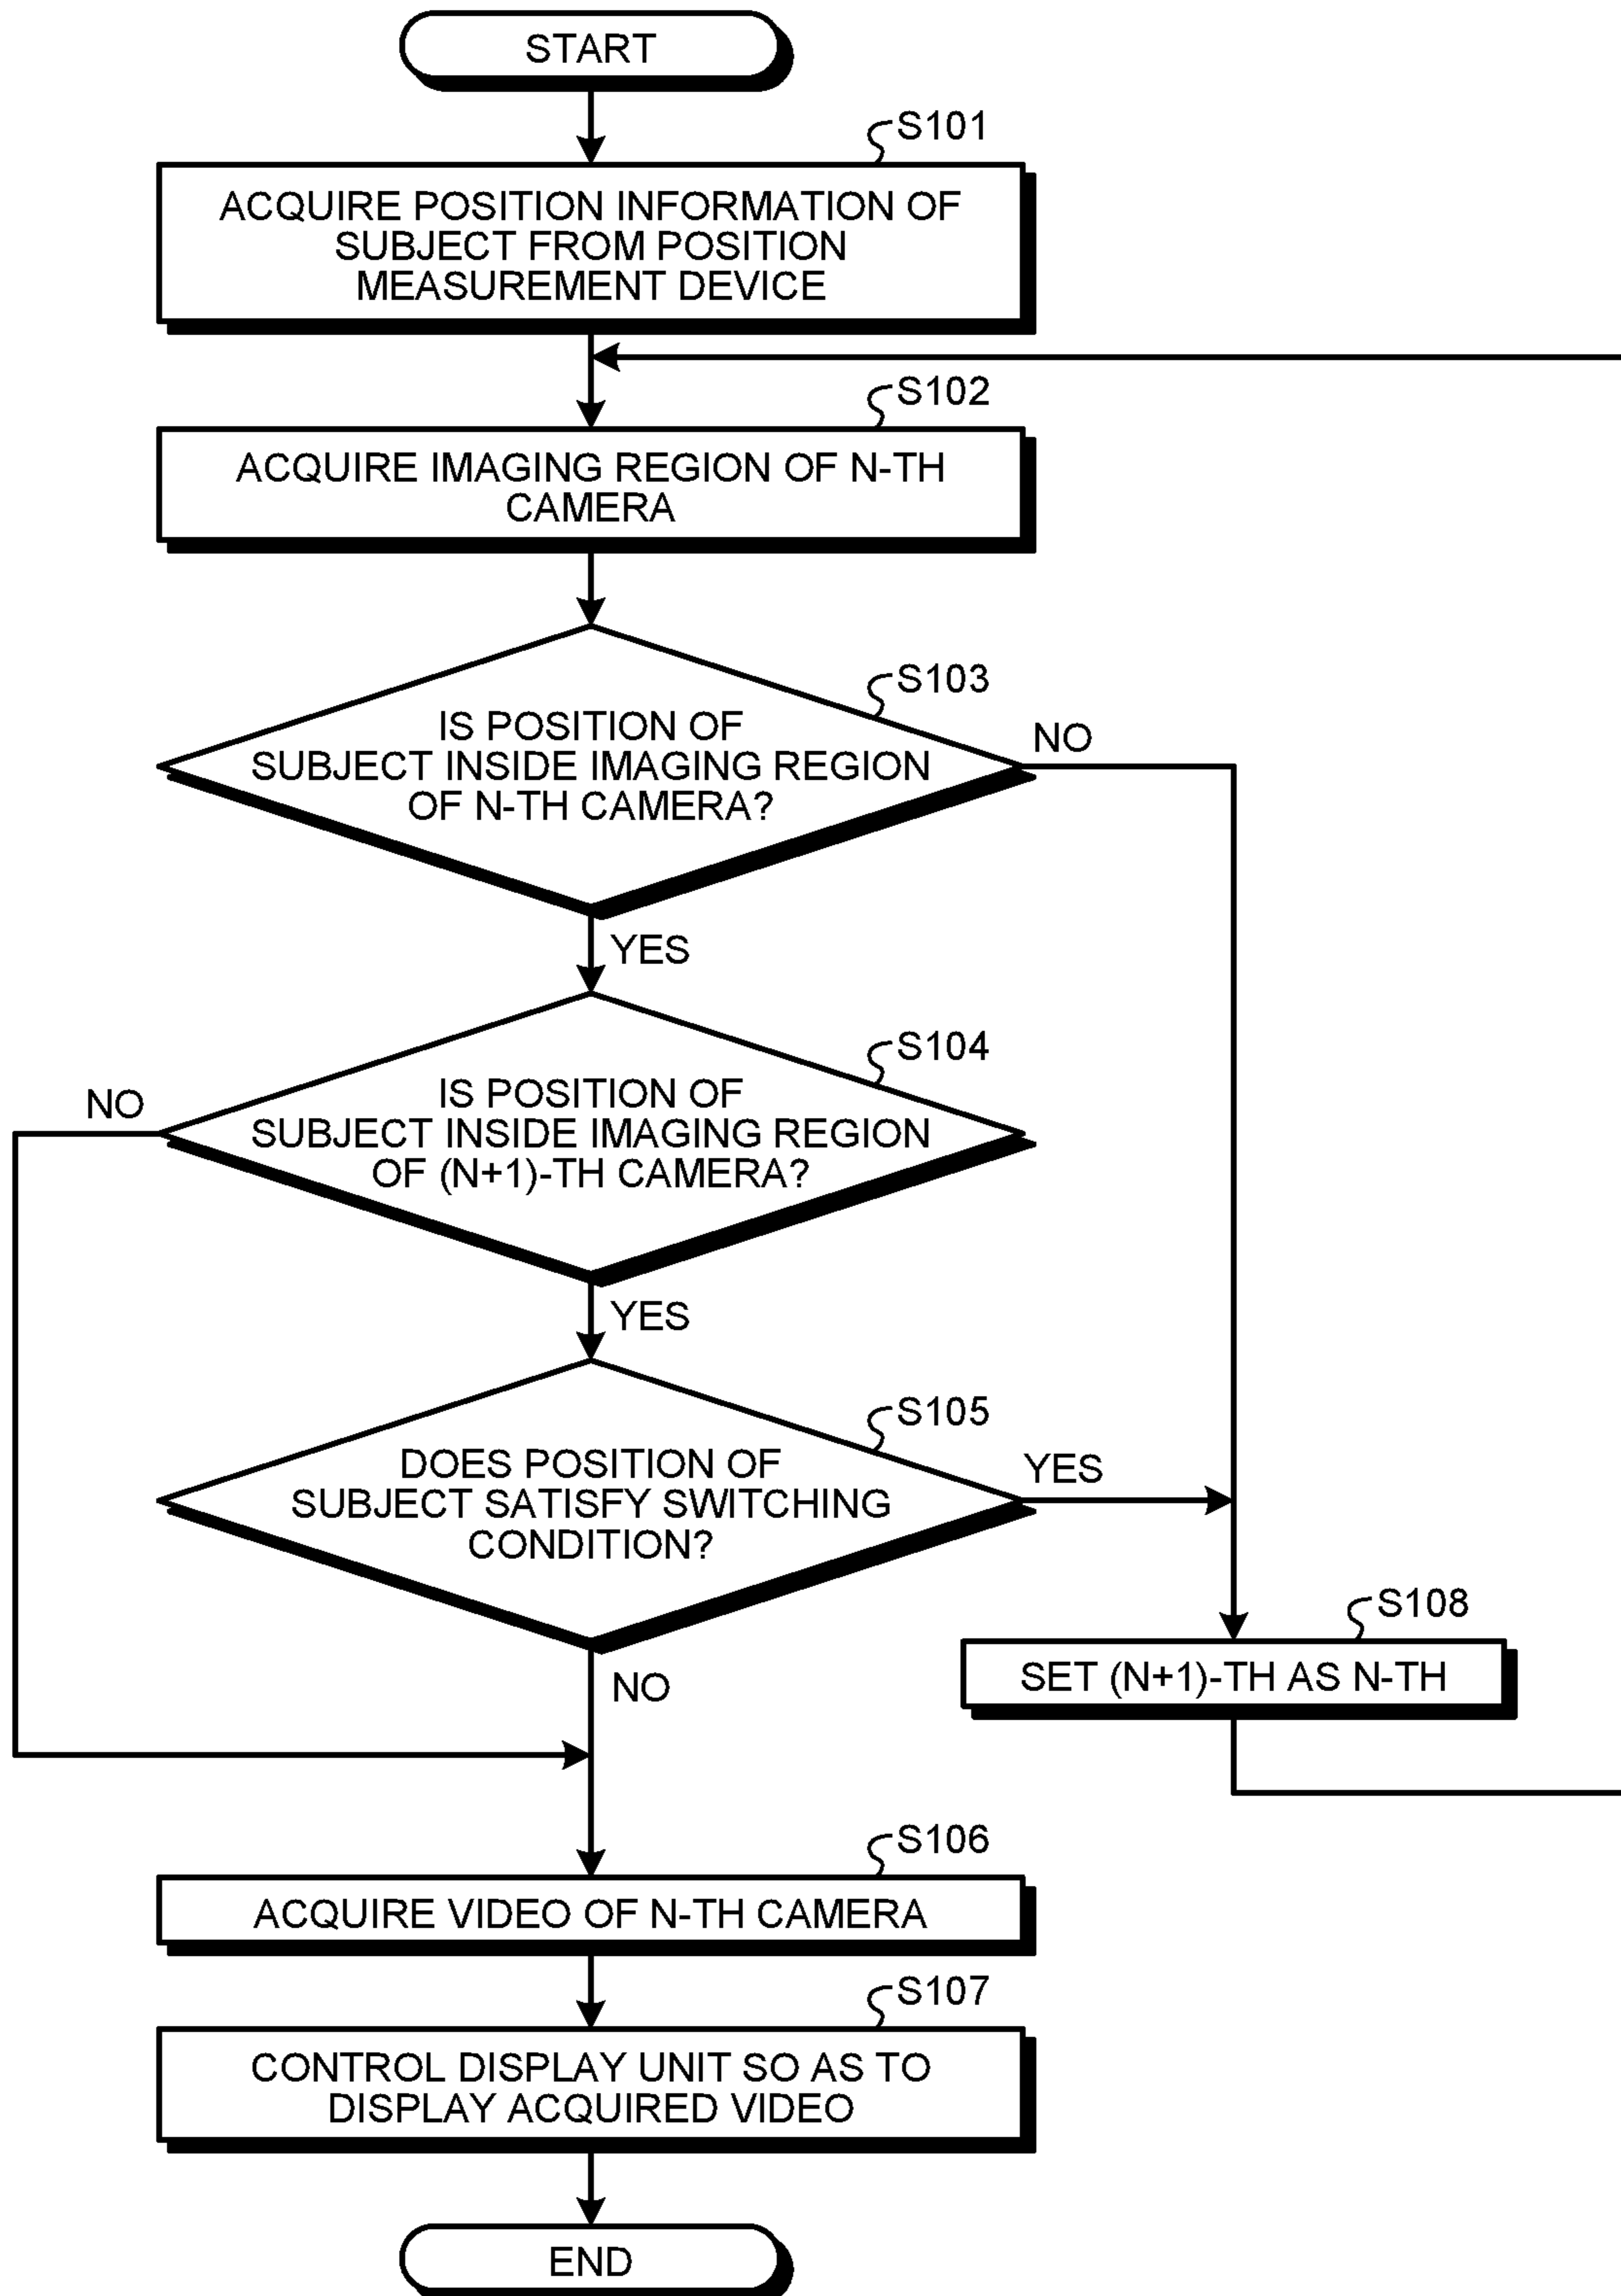 START
S101
ACQUIRE POSITION INFORMATION OF
SUBJECT FROM POSITION
MEASUREMENT DEVICE
S102
ACQUIRE IMAGING REGION OF N-TH
CAMERA
S103
IS POSITION OF
SUBJECT INSIDE IMAGING REGION
OF N-TH CAMERA?
NO
YES
S104
IS POSITION OF
SUBJECT INSIDE IMAGING REGION
OF (N+1)-TH CAMERA?
NO
YES
S105
DOES POSITION OF
SUBJECT SATISFY SWITCHING
CONDITION?
YES
NO
S108
SET (N+1)-TH AS N-TH
S106
ACQUIRE VIDEO OF N-TH CAMERA
S107
CONTROL DISPLAY UNIT SO AS TO
DISPLAY ACQUIRED VIDEO
END